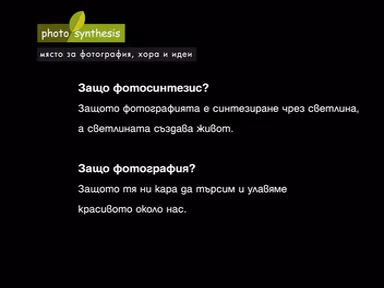 photo synthesis
място за фотография, хора и идеи
Защо фотосинтезис?
Защото фотографията е синтезиране чрез светлина,
а светлината създава живот.
Защо фотография?
Защото тя ни кара да търсим и улавяме
красивото около нас.